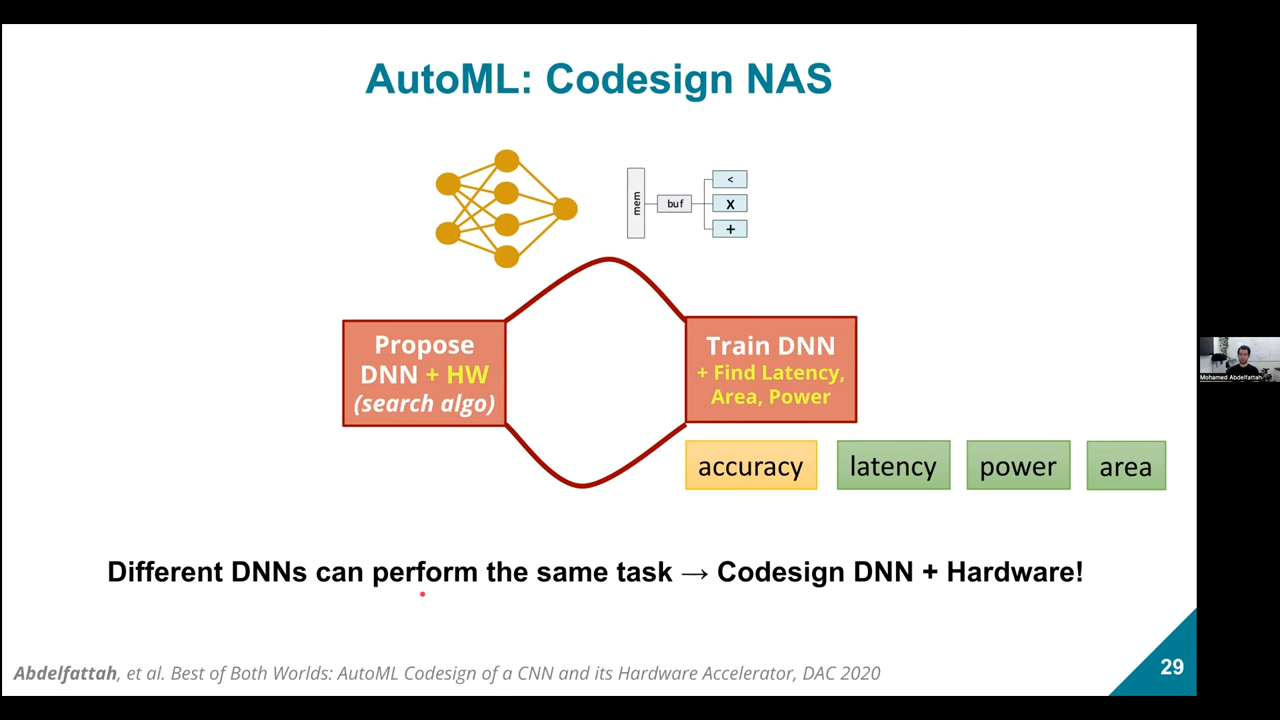 AutoML: Codesign NAS
mem
buf
<
X
+
Propose
DNN + HW
(search algo)
Train DNN
+ Find Latency,
Area, Power
accuracy
latency
power
area
Different DNNs can perform the same task → Codesign DNN + Hardware!
Abdelfattah, et al. Best of Both Worlds: AutoML Codesign of a CNN and its Hardware Accelerator, DAC 2020
29
Mohamed Abdelfattah